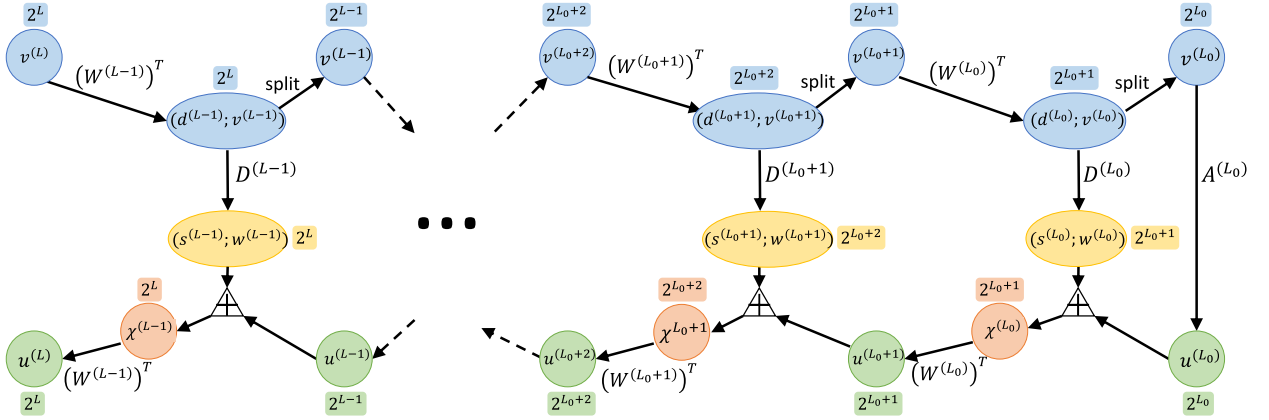 2^L 2^{L−1} 2^{L_0+2} 2^{L_0+1} 2^{L_0}
v^{(L)} (W^{(L−1)})^T 2^L split v^{(L−1)} v^{(L_0+2)} (W^{(L_0+1)})^T 2^{L_0+2} split v^{(L_0+1)} (W^{(L_0)})^T 2^{L_0+1} split v^{(L_0)}
(d^{(L−1)}; v^{(L−1)}) (d^{(L_0+1)}; v^{(L_0+1)}) (d^{(L_0)}; v^{(L_0)})
D^{(L−1)} D^{(L_0+1)} D^{(L_0)} A^{(L_0)}
(s^{(L−1)}; w^{(L−1)}) 2^L (s^{(L_0+1)}; w^{(L_0+1)}) 2^{L_0+2} (s^{(L_0)}; w^{(L_0)}) 2^{L_0+1}
2^L 2^{L_0+2} 2^{L_0+1}
χ^{(L−1)} χ^{L_0+1} χ^{(L_0)}
u^{(L)} u^{(L−1)} u^{(L_0+2)} u^{(L_0+1)} u^{(L_0)}
(W^{(L−1)})^T (W^{(L_0+1)})^T (W^{(L_0)})^T
2^L 2^{L−1} 2^{L_0+2} 2^{L_0+1} 2^{L_0}